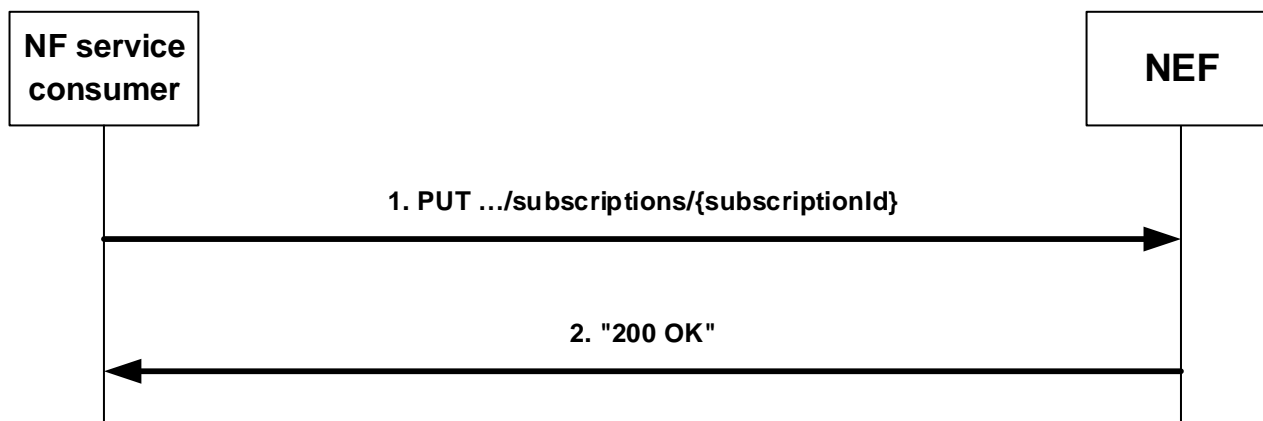 NF service
consumer
NEF
1. PUT …/subscriptions/{subscriptionId}
2. "200 OK"